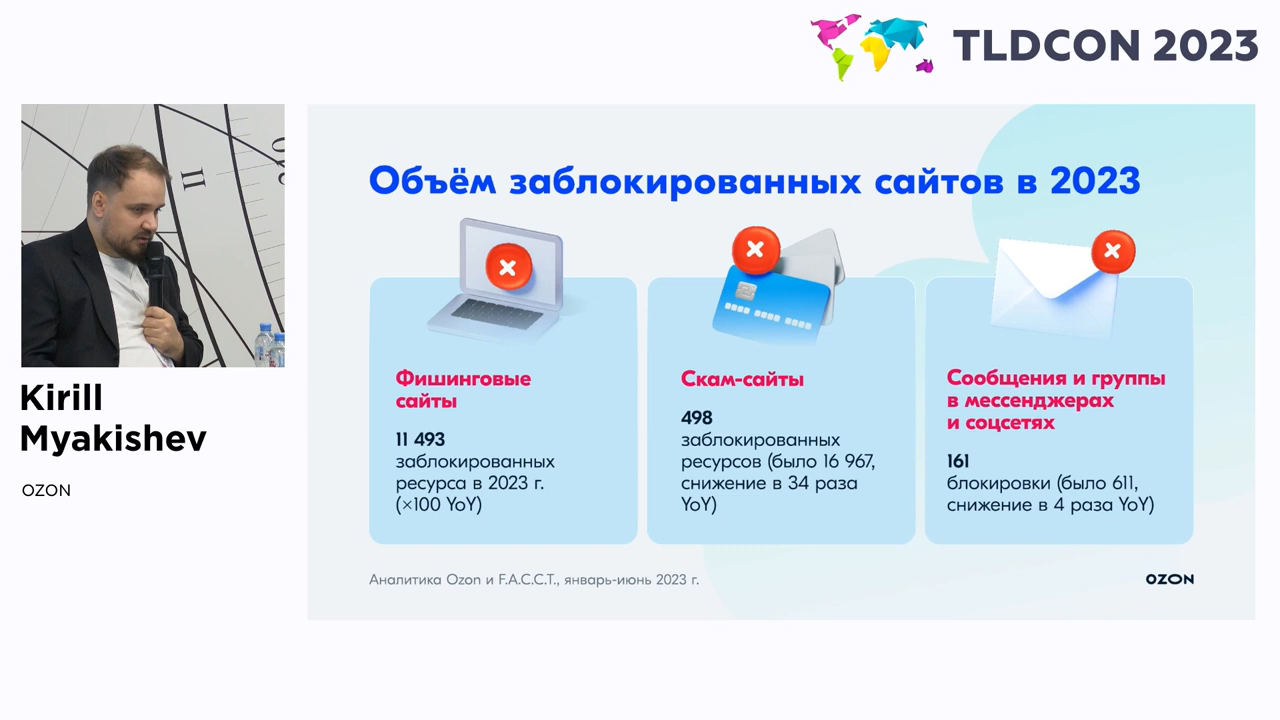 TLDCON 2023
Объём заблокированных сайтов в 2023
Фишинговые
сайты
11 493
заблокированных
ресурса в 2023 г.
(×100 YoY)
Скам-сайты
498
заблокированных
ресурсов (было 16 967,
снижение в 34 раза
YoY)
Сообщения и группы
в мессенджерах
и соцсетях
161
блокировки (было 611,
снижение в 4 раза YoY)
Аналитика Ozon и F.A.C.C.T., январь-июнь 2023 г.
OZON
Kirill
Myakishev
OZON
II